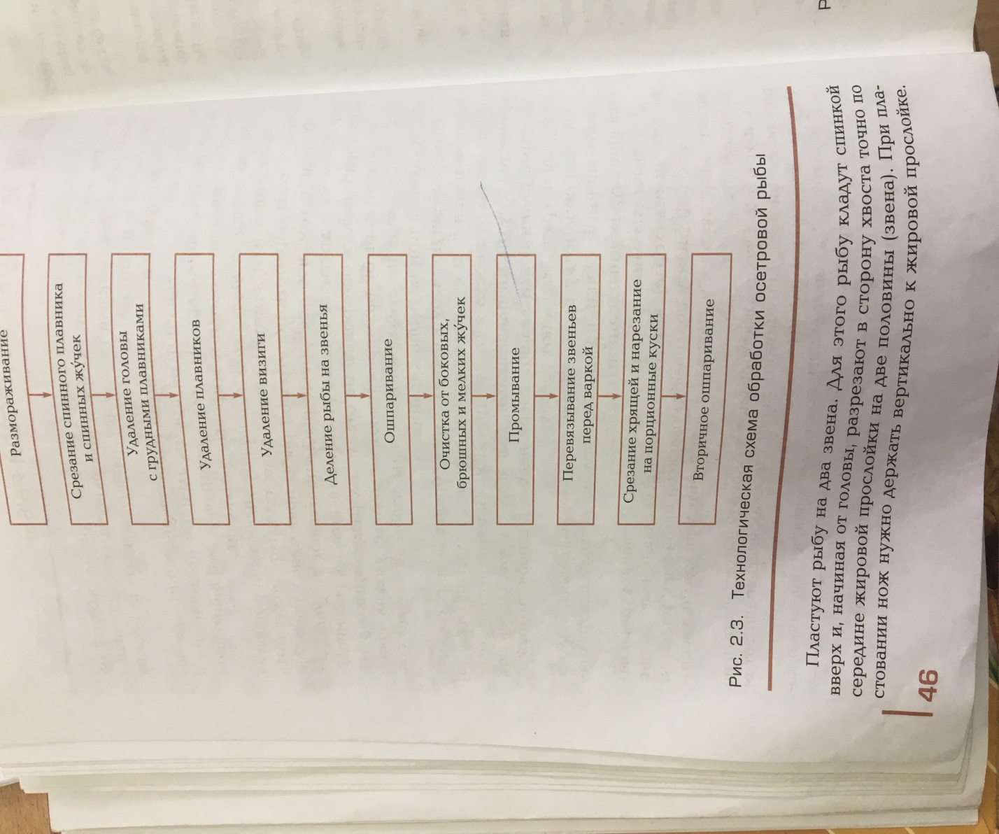 Размораживание
Срезание спинного плавника
и спинных жу́чек
Удаление головы
с грудными плавниками
Удаление плавников
Удаление визиги
Деление рыбы на звенья
Ошпаривание
Очистка от боковых,
брюшных и мелких жу́чек
Промывание
Перевязывание звеньев
перед варкой
Срезание хрящей и нарезание
на порционные куски
Вторичное ошпаривание
Рис. 2.3. Технологическая схема обработки осетровой рыбы
Пластуют рыбу на два звена. Для этого рыбу кладут спинкой
вверх и, начиная от головы, разрезают в сторону хвоста точно по
середине жировой прослойки на две половины (звена). При пла-
стовании нож нужно держать вертикально к жировой прослойке.
46